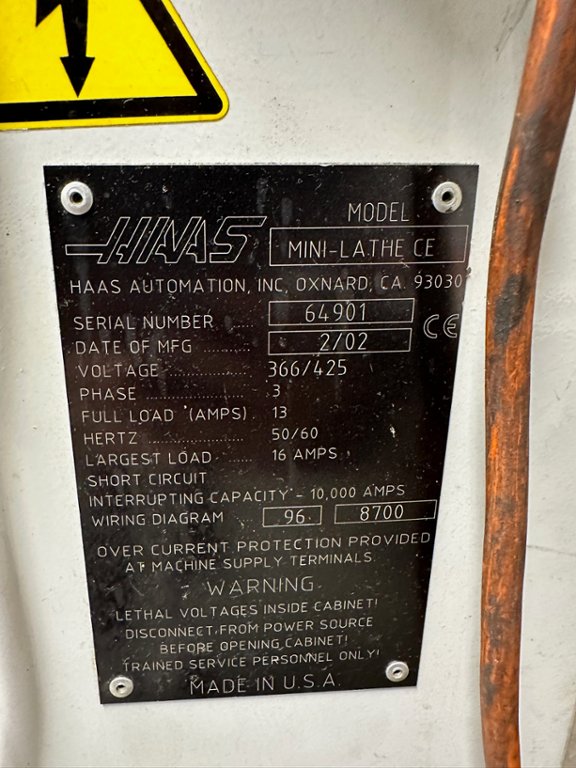 HAAS
MODEL
MINI-LATHE CE
HAAS AUTOMATION, INC, OXNARD, CA. 93030
SERIAL NUMBER ..... 64901
CE
DATE OF MFG ........... 2/02
VOLTAGE .................. 366/425
PHASE ...................... 3
FULL LOAD (AMPS) 13
HERTZ ...................... 50/60
LARGEST LOAD ....... 16 AMPS
SHORT CIRCUIT
INTERRUPTING CAPACITY - 10,000 AMPS
WIRING DIAGRAM 96 8700
OVER CURRENT PROTECTION PROVIDED
AT MACHINE SUPPLY TERMINALS.
WARNING
LETHAL VOLTAGES INSIDE CABINET!
DISCONNECT FROM POWER SOURCE
BEFORE OPENING CABINET!
TRAINED SERVICE PERSONNEL ONLY!
MADE IN U.S.A.